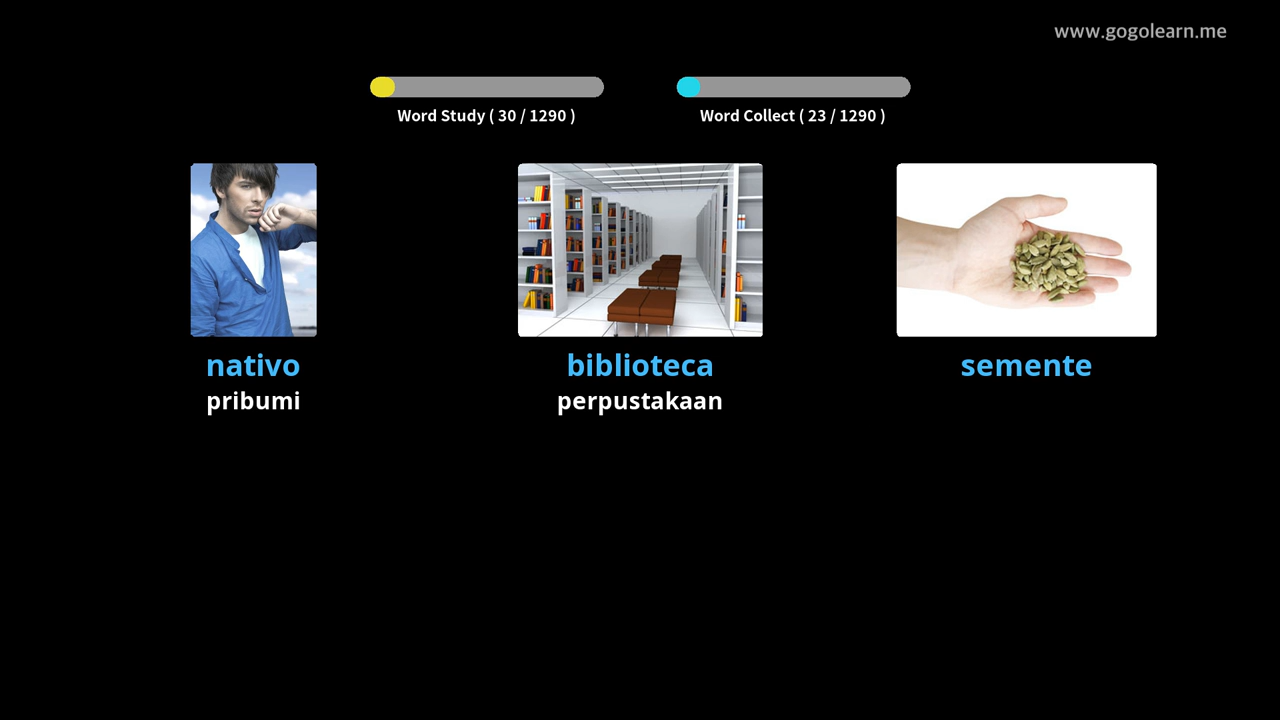 www.gogolearn.me
Word Study ( 30 / 1290 )
Word Collect ( 23 / 1290 )
nativo
pribumi
biblioteca
perpustakaan
semente